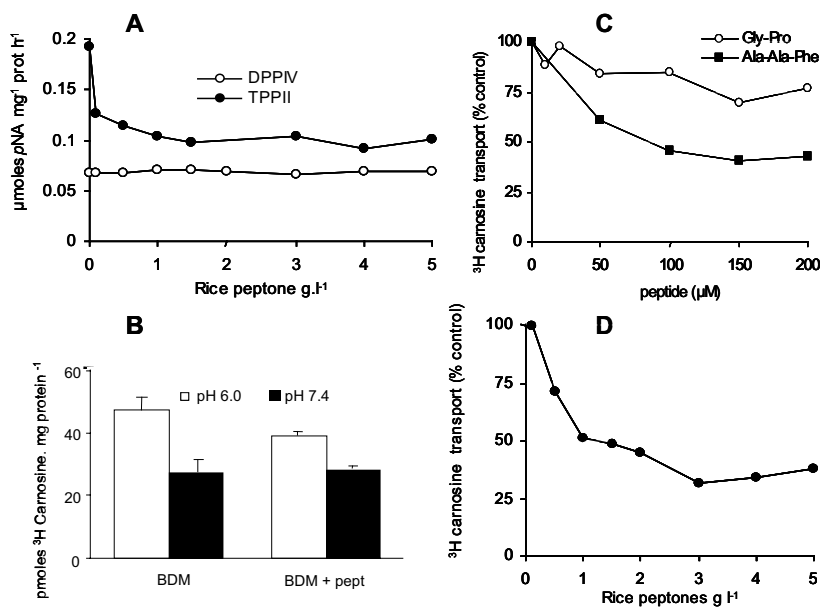 A
µmoles pNA mg⁻¹ prot h⁻¹
0.2
0.15
0.1
0.05
0
DPPIV
TPPII
0 1 2 3 4 5
Rice peptone g.l⁻¹
B
pmoles ³H Carnosine. mg protein ⁻¹
60
40
20
0
pH 6.0
pH 7.4
BDM
BDM + pept
C
³H carnosine transport (% control)
100
75
50
25
0
Gly-Pro
Ala-Ala-Phe
0 50 100 150 200
peptide (µM)
D
³H carnosine transport (% control)
100
75
50
25
0
0 1 2 3 4 5
Rice peptones g l⁻¹